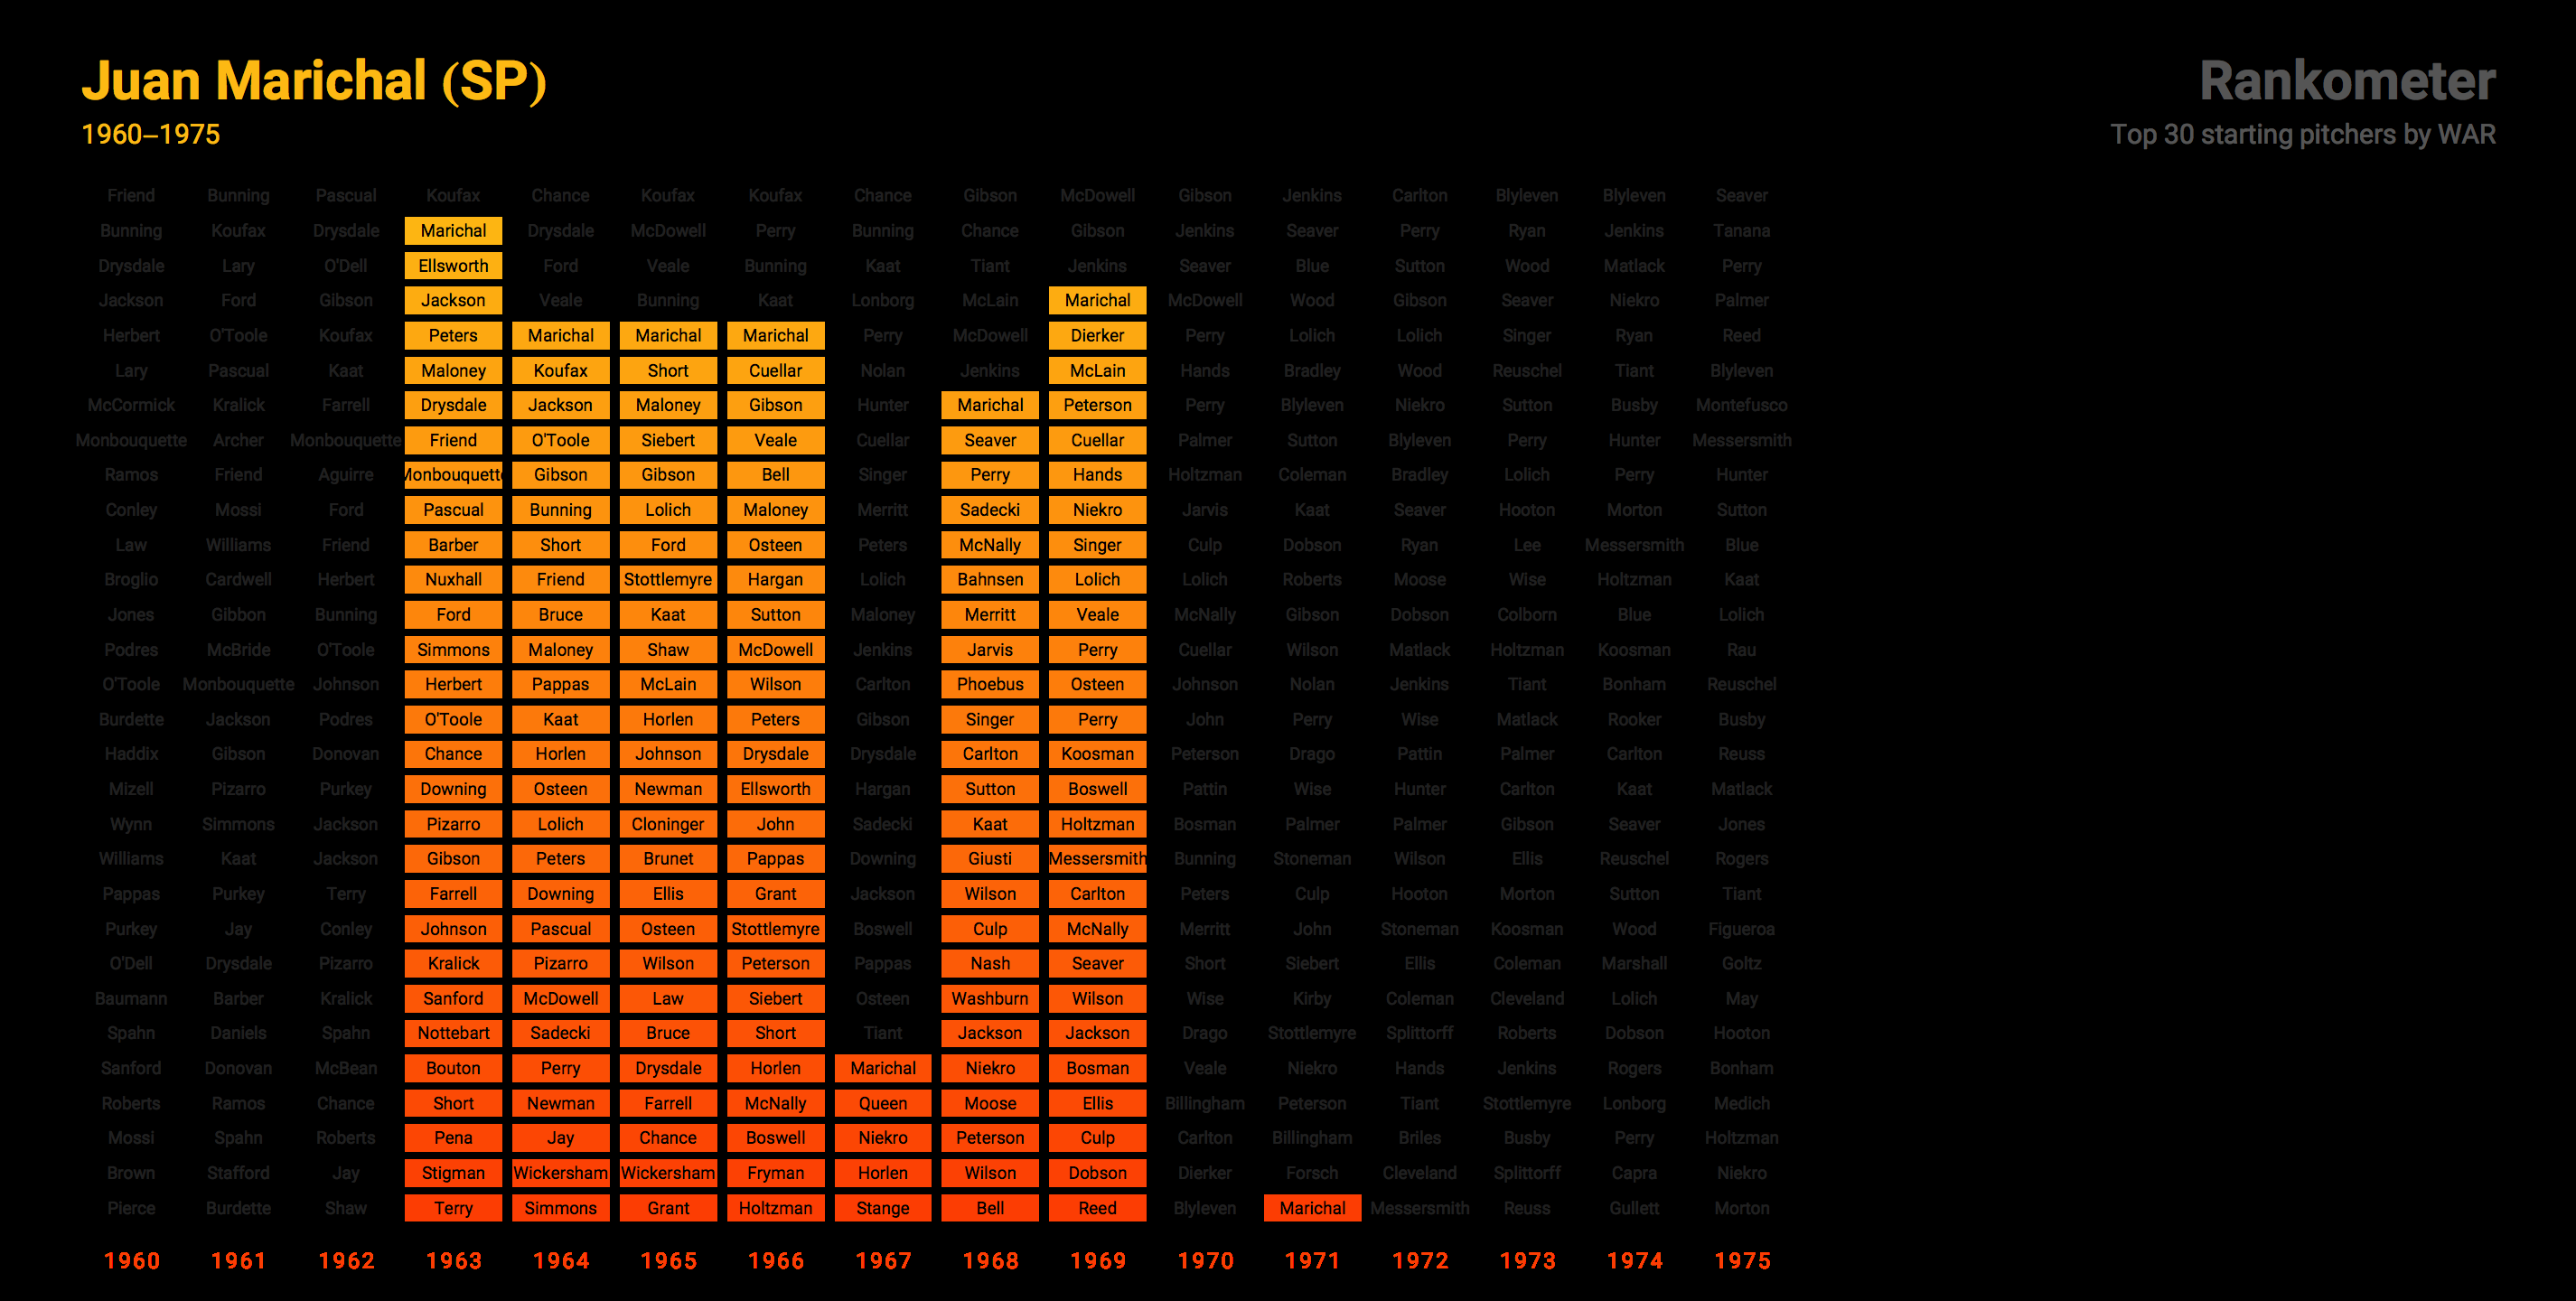 Juan Marichal (SP)
Rankometer
1960–1975
Top 30 starting pitchers by WAR
Friend Bunning Pascual Koufax Chance Koufax Koufax Chance Gibson McDowell Gibson Jenkins Carlton Blyleven Blyleven Seaver
Bunning Koufax Drysdale Marichal Drysdale McDowell Perry Bunning Chance Gibson Jenkins Seaver Perry Ryan Jenkins Tanana
Drysdale Lary O'Dell Ellsworth Ford Veale Bunning Kaat Tiant Jenkins Seaver Blue Sutton Wood Matlack Perry
Jackson Ford Gibson Jackson Veale Bunning Kaat Lonborg McLain Marichal McDowell Wood Gibson Seaver Niekro Palmer
Herbert O'Toole Koufax Peters Marichal Marichal Marichal Perry McDowell Dierker Perry Lolich Lolich Singer Ryan Reed
Lary Pascual Kaat Maloney Koufax Short Cuellar Nolan Jenkins McLain Hands Bradley Wood Reuschel Tiant Blyleven
McCormick Kralick Farrell Drysdale Jackson Maloney Gibson Hunter Marichal Peterson Perry Blyleven Niekro Sutton Busby Montefusco
Monbouquette Archer Monbouquette Friend O'Toole Siebert Veale Cuellar Seaver Cuellar Palmer Sutton Blyleven Perry Hunter Messersmith
Ramos Friend Aguirre Monbouquette Gibson Gibson Bell Singer Perry Hands Holtzman Coleman Bradley Lolich Perry Hunter
Conley Mossi Ford Pascual Bunning Lolich Maloney Merritt Sadecki Niekro Jarvis Kaat Seaver Hooton Morton Sutton
Law Williams Friend Barber Short Ford Osteen Peters McNally Singer Culp Dobson Ryan Lee Messersmith Blue
Broglio Cardwell Herbert Nuxhall Friend Stottlemyre Hargan Lolich Bahnsen Lolich Lolich Roberts Moose Wise Holtzman Kaat
Jones Gibbon Bunning Ford Bruce Kaat Sutton Maloney Merritt Veale McNally Gibson Dobson Colborn Blue Lolich
Podres McBride O'Toole Simmons Maloney Shaw McDowell Jenkins Jarvis Perry Cuellar Wilson Matlack Holtzman Koosman Rau
O'Toole Monbouquette Johnson Herbert Pappas McLain Wilson Carlton Phoebus Osteen Johnson Nolan Jenkins Tiant Bonham Reuschel
Burdette Jackson Podres O'Toole Kaat Horlen Peters Gibson Singer Perry John Perry Wise Matlack Rooker Busby
Haddix Gibson Donovan Chance Horlen Johnson Drysdale Drysdale Carlton Koosman Peterson Drago Pattin Palmer Carlton Reuss
Mizell Pizarro Purkey Downing Osteen Newman Ellsworth Hargan Sutton Boswell Pattin Wise Hunter Carlton Kaat Matlack
Wynn Simmons Jackson Pizarro Lolich Cloninger John Sadecki Kaat Holtzman Bosman Palmer Palmer Gibson Seaver Jones
Williams Kaat Jackson Gibson Peters Brunet Pappas Downing Giusti Messersmith Bunning Stoneman Wilson Ellis Reuschel Rogers
Pappas Purkey Terry Farrell Downing Ellis Grant Jackson Wilson Carlton Peters Culp Hooton Morton Sutton Tiant
Purkey Jay Conley Johnson Pascual Osteen Stottlemyre Boswell Culp McNally Merritt John Stoneman Koosman Wood Figueroa
O'Dell Drysdale Pizarro Kralick Pizarro Wilson Peterson Pappas Nash Seaver Short Siebert Ellis Coleman Marshall Goltz
Baumann Barber Kralick Sanford McDowell Law Siebert Osteen Washburn Wilson Wise Kirby Coleman Cleveland Lolich May
Spahn Daniels Spahn Nottebart Sadecki Bruce Short Tiant Jackson Jackson Drago Stottlemyre Splittorff Roberts Dobson Hooton
Sanford Donovan McBean Bouton Perry Drysdale Horlen Marichal Niekro Bosman Veale Niekro Hands Jenkins Rogers Bonham
Roberts Ramos Chance Short Newman Farrell McNally Queen Moose Ellis Billingham Peterson Tiant Stottlemyre Lonborg Medich
Mossi Spahn Roberts Pena Jay Chance Boswell Niekro Peterson Culp Carlton Billingham Briles Busby Perry Holtzman
Brown Stafford Jay Stigman Wickersham Wickersham Fryman Horlen Wilson Dobson Dierker Forsch Cleveland Splittorff Capra Niekro
Pierce Burdette Shaw Terry Simmons Grant Holtzman Stange Bell Reed Blyleven Marichal Messersmith Reuss Gullett Morton
1960 1961 1962 1963 1964 1965 1966 1967 1968 1969 1970 1971 1972 1973 1974 1975